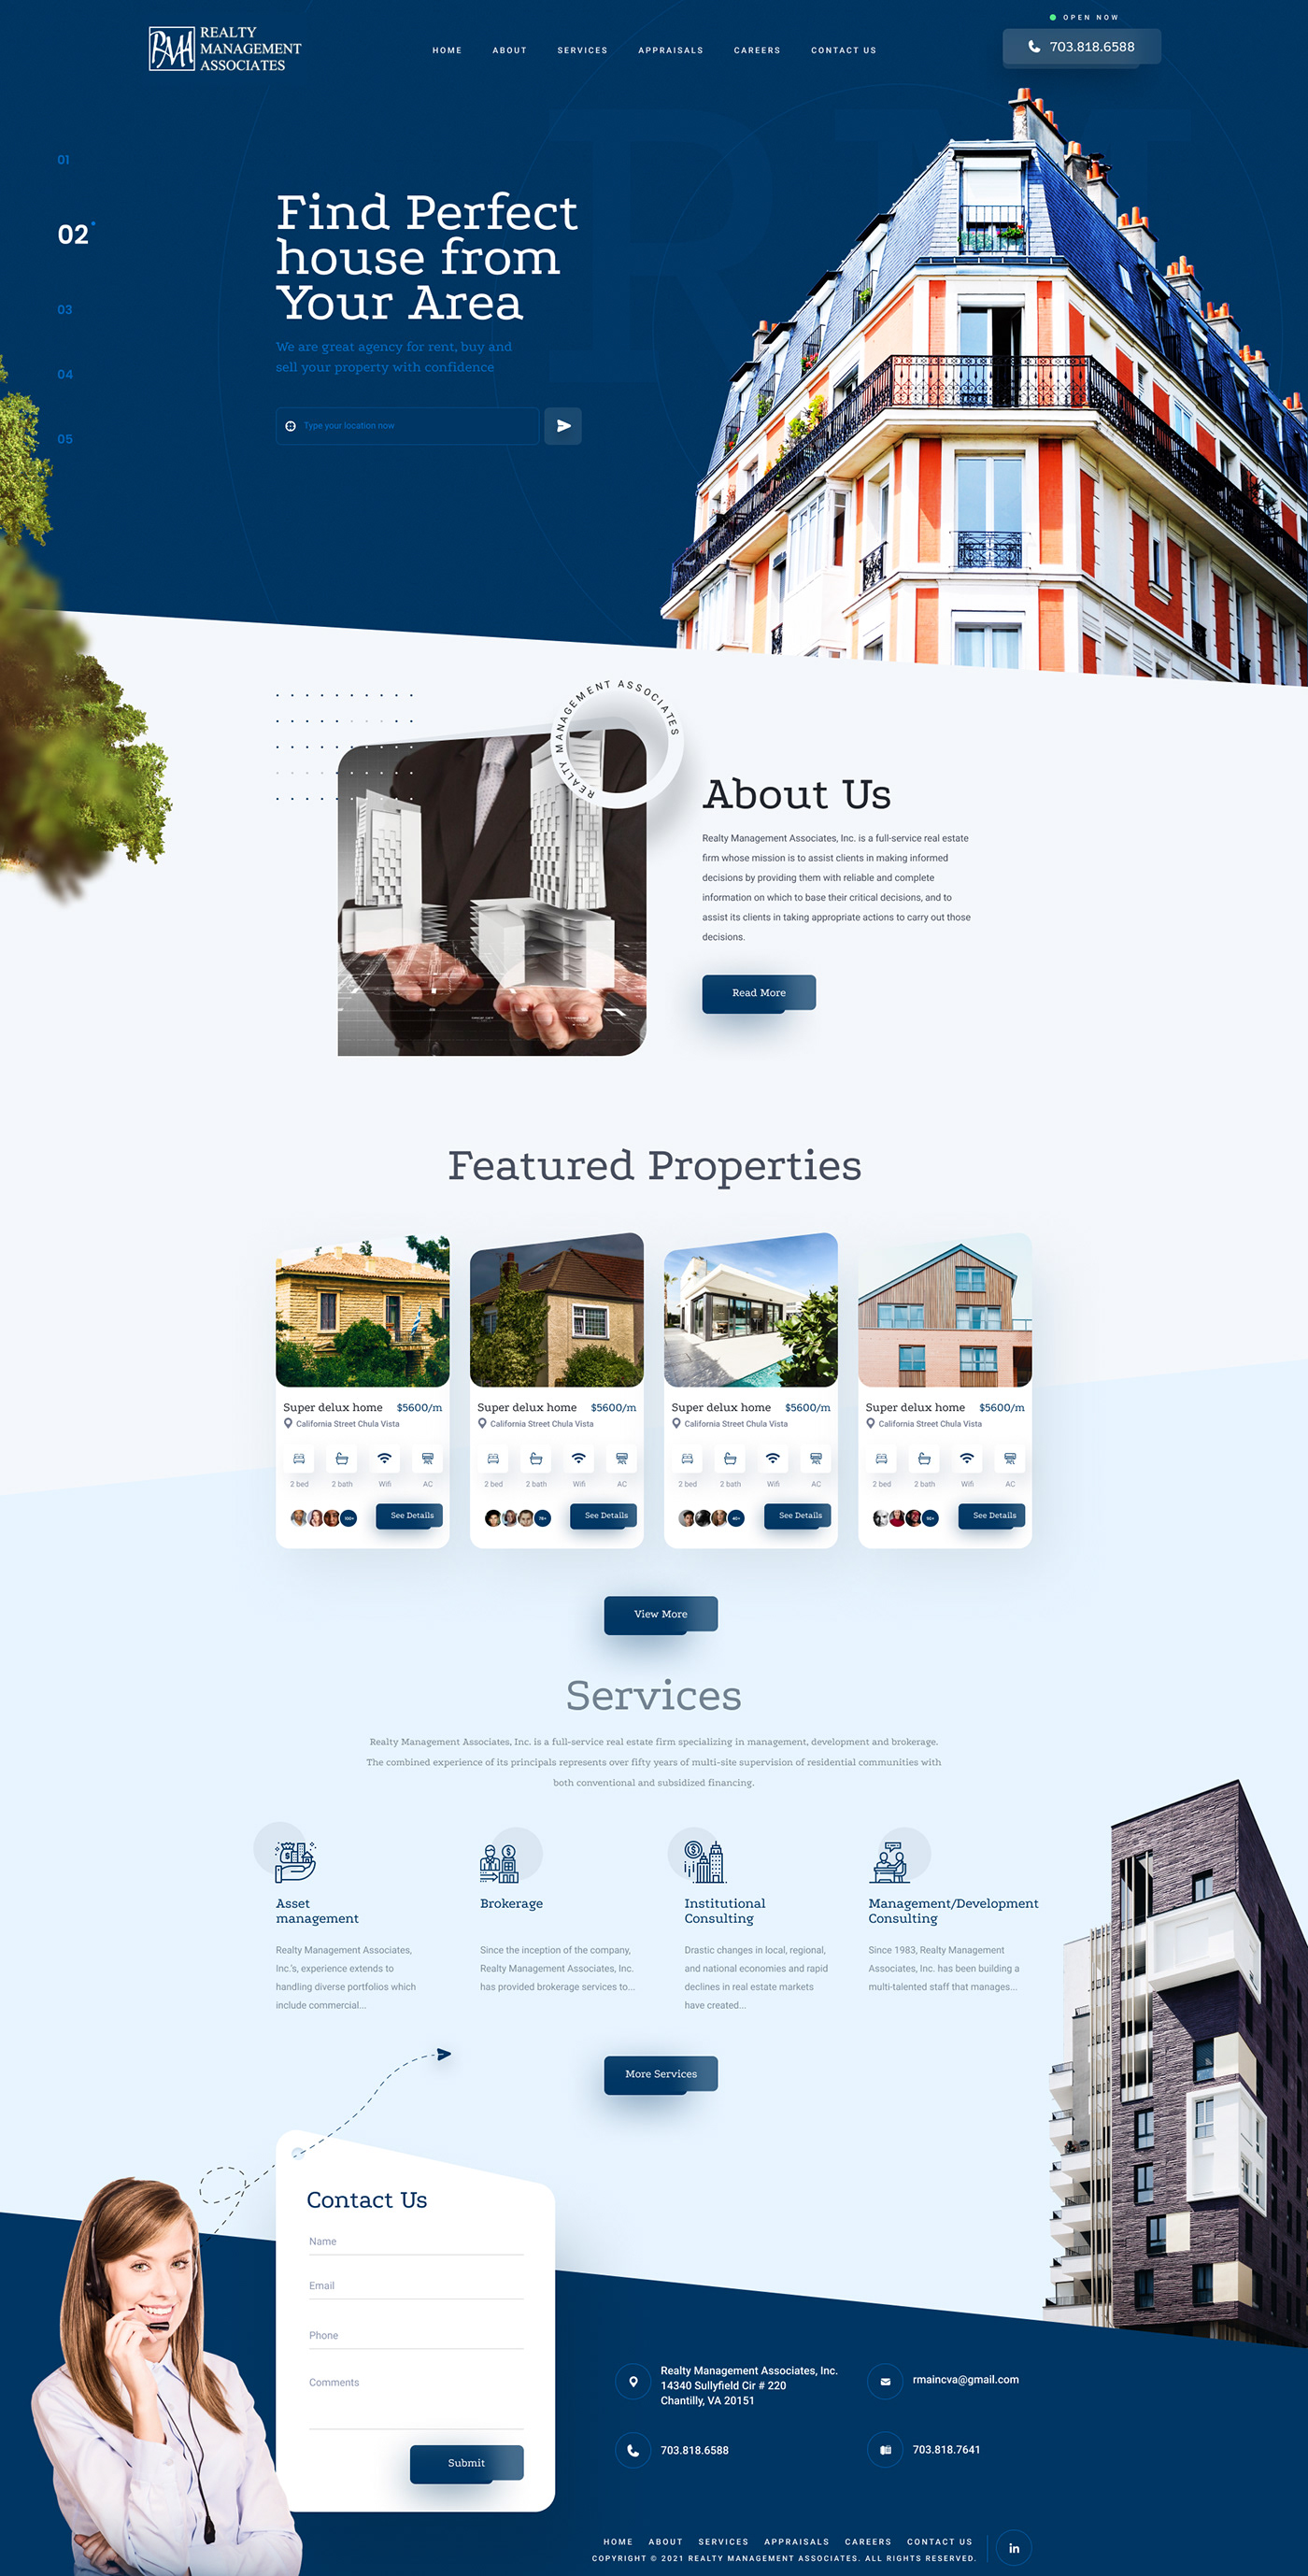 RMA
REALTY
MANAGEMENT
ASSOCIATES
HOME ABOUT SERVICES APPRAISALS CAREERS CONTACT US
OPEN NOW
703.818.6588
RM
01
02
03
04
05
Find Perfect
house from
Your Area
We are great agency for rent, buy and
sell your property with confidence
Type your location now
REALTY MANAGEMENT ASSOCIATES
About Us
Realty Management Associates, Inc. is a full-service real estate
firm whose mission is to assist clients in making informed
decisions by providing them with reliable and complete
information on which to base their critical decisions, and to
assist its clients in taking appropriate actions to carry out those
decisions.
Read More
Featured Properties
Super delux home $5600/m
California Street Chula Vista
2 bed 2 bath Wifi AC
100+ See Details
Super delux home $5600/m
California Street Chula Vista
2 bed 2 bath Wifi AC
See Details
Super delux home $5600/m
California Street Chula Vista
2 bed 2 bath Wifi AC
See Details
Super delux home $5600/m
California Street Chula Vista
2 bed 2 bath Wifi AC
See Details
View More
Services
Realty Management Associates, Inc. is a full-service real estate firm specializing in management, development and brokerage.
The combined experience of its principals represents over fifty years of multi-site supervision of residential communities with
both conventional and subsidized financing.
Asset
management
Realty Management Associates,
Inc.'s, experience extends to
handling diverse portfolios which
include commercial...
Brokerage
Since the inception of the company,
Realty Management Associates, Inc.
has provided brokerage services to...
Institutional
Consulting
Drastic changes in local, regional,
and national economies and rapid
declines in real estate markets
have created...
Management/Development
Consulting
Since 1983, Realty Management
Associates, Inc. has been building a
multi-talented staff that manages...
More Services
Contact Us
Name
Email
Phone
Comments
Submit
Realty Management Associates, Inc.
14340 Sullyfield Cir # 220
Chantilly, VA 20151
rmaincva@gmail.com
703.818.6588
703.818.7641
HOME ABOUT SERVICES APPRAISALS CAREERS CONTACT US
COPYRIGHT © 2021 REALTY MANAGEMENT ASSOCIATES. ALL RIGHTS RESERVED.
in